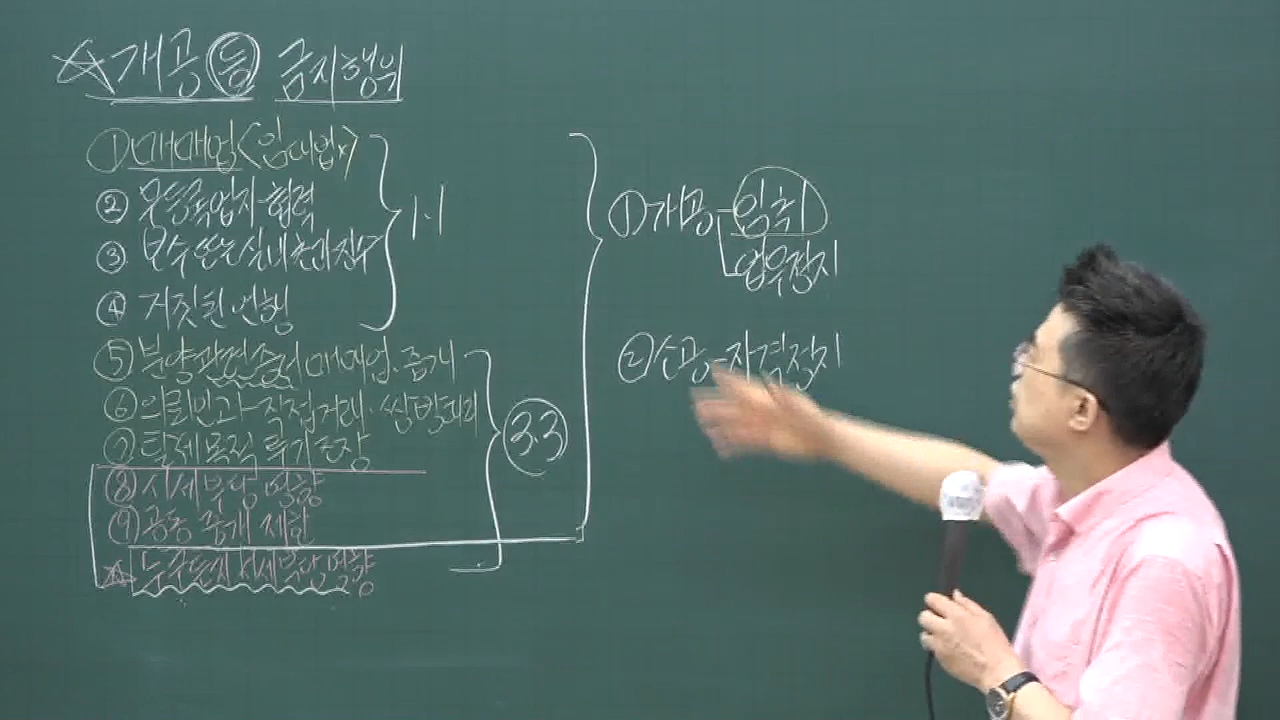 ☆개공 등 금지행위
① 매매업<임대업X>
② 무등록업자 협력
③ 보수 또는 실비 초과 징수
④ 거짓된 언행
1-1
⑤ 분양 관련 증서 매매업. 중개
⑥ 의뢰인과 직접거래. 쌍방대리
⑦ 탈세 목적 투기조장
⑧ 시세 부당 영향
⑨ 공동 중개 제한
☆ 누구든지 시세 부당 영향
3.3
① 개공 임취
업무정지
② 소공 - 자격정지